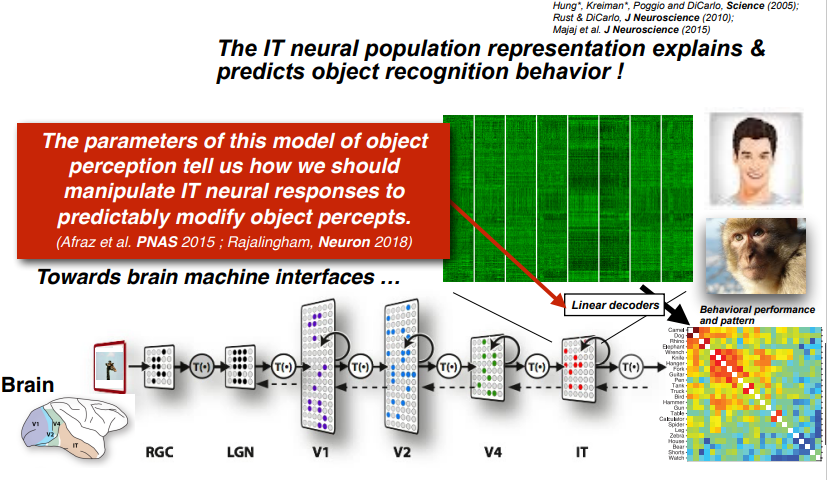 Hung*, Kreiman*, Poggio and DiCarlo, Science (2005);
Rust & DiCarlo, J Neuroscience (2010);
Majaj et al. J Neuroscience (2015)
The IT neural population representation explains &
predicts object recognition behavior !
The parameters of this model of object
perception tell us how we should
manipulate IT neural responses to
predictably modify object percepts.
(Afraz et al. PNAS 2015 ; Rajalingham, Neuron 2018)
Towards brain machine interfaces ...
Linear decoders
Behavioral performance
and pattern
Camel
Dog
Rhino
Elephant
Wrench
Knife
Hanger
Fork
Guitar
Pen
Tank
Truck
Bird
Hammer
Gun
Table
Calculator
Spider
Leg
Zebra
House
Bear
Shorts
Watch
T(•)
T(•)
T(•)
T(•)
T(•)
T(•)
Brain
V1
V4
V2
IT
RGC
LGN
V1
V2
V4
IT